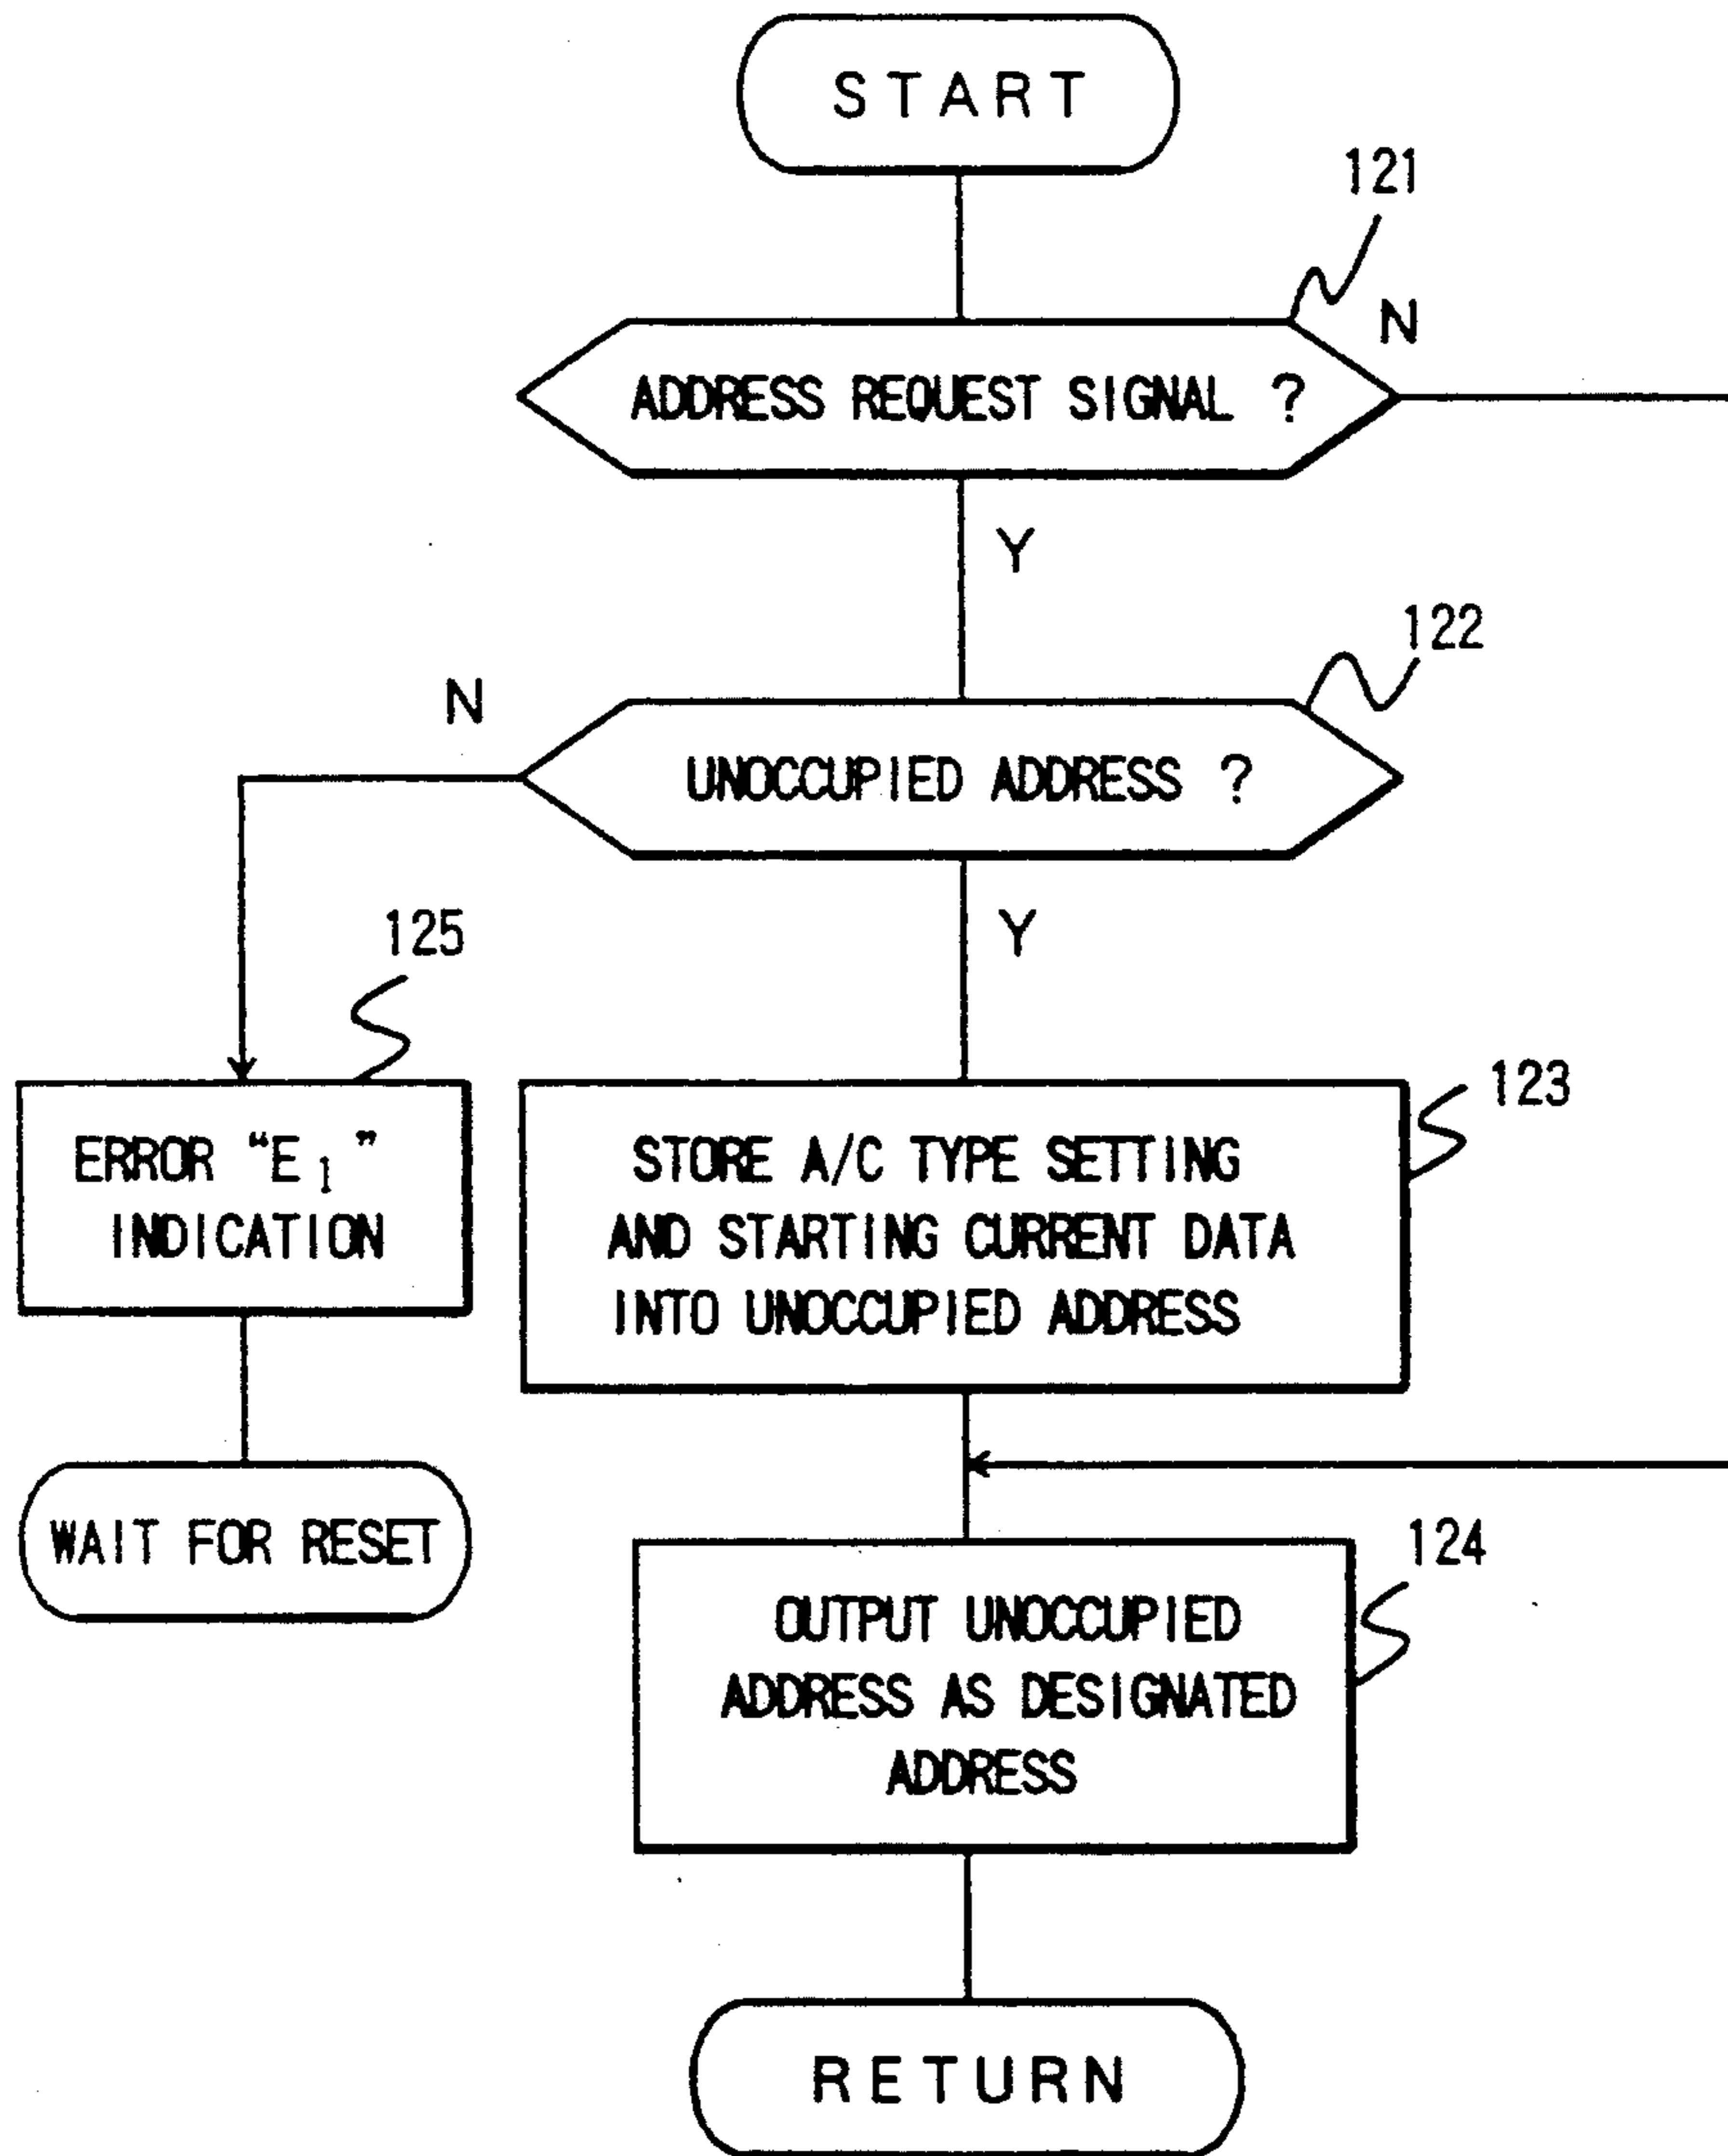 START
121
N
ADDRESS REQUEST SIGNAL ?
Y
122
N
UNOCCUPIED ADDRESS ?
125
Y
123
ERROR “E1”
INDICATION
STORE A/C TYPE SETTING
AND STARTING CURRENT DATA
INTO UNOCCUPIED ADDRESS
WAIT FOR RESET
124
OUTPUT UNOCCUPIED
ADDRESS AS DESIGNATED
ADDRESS
RETURN